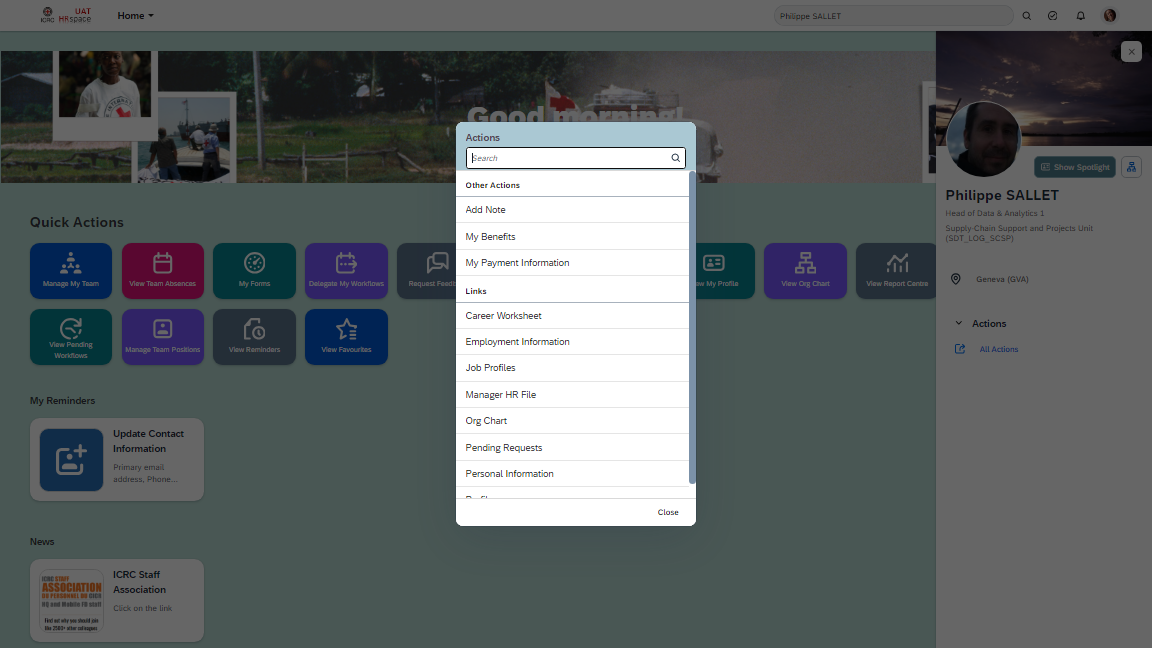 ICRC
UAT
HR space
Home
Philippe SALLET
Good morning!
Actions
Search
Other Actions
Add Note
My Benefits
My Payment Information
Links
Career Worksheet
Employment Information
Job Profiles
Manager HR File
Org Chart
Pending Requests
Personal Information
Close
Show Spotlight
Philippe SALLET
Head of Data & Analytics 1
Supply Chain Support and Projects Unit
(SDT_LOG_SCSP)
Geneva (GVA)
Actions
All Actions
Quick Actions
Manage My Team
View Team Absences
My Forms
Delegate My Workflows
Request Feedb
w My Profile
View Org Chart
View Report Centre
View Pending
Workflows
Manage Team Positions
View Reminders
View Favourites
My Reminders
Update Contact
Information
Primary email
address, Phone...
News
ICRC STAFF
ASSOCIATION
DU PERSONNEL DU CICR
HQ and Mobile HQ staff
Find out why you should join
the 2000+ other colleagues
ICRC Staff
Association
Click on the link